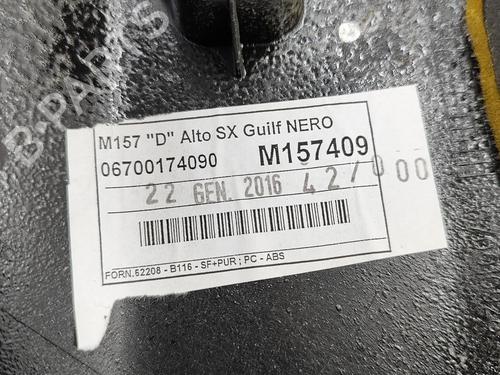 B-PARTS
M157 "D" Alto SX Guilf NERO
06700174090 M157409
22 GEN. 2016 42/000
FORN.52208 - B116 - SF+PUR ; PC - ABS